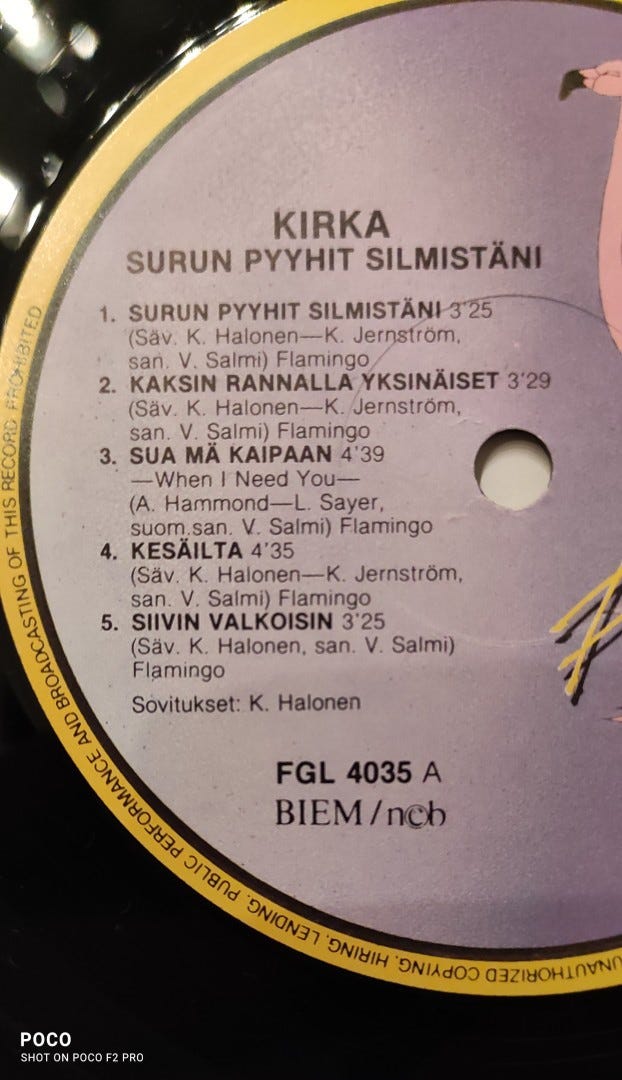 KIRKA
SURUN PYYHIT SILMISTÄNI
1. SURUN PYYHIT SILMISTÄNI 3'25
(Säv. K. Halonen—K. Jernström,
san. V. Salmi) Flamingo
2. KAKSIN RANNALLA YKSINÄISET 3'29
(Säv. K. Halonen—K. Jernström,
san. V. Salmi) Flamingo
3. SUA MÄ KAIPAAN 4'39
—When I Need You—
(A. Hammond—L. Sayer,
suom.san. V. Salmi) Flamingo
4. KESÄILTA 4'35
(Säv. K. Halonen—K. Jernström,
san. V. Salmi) Flamingo
5. SIIVIN VALKOISIN 3'25
(Säv. K. Halonen, san. V. Salmi)
Flamingo
Sovitukset: K. Halonen
FGL 4035 A
BIEM/ncb
UNAUTHORIZED COPYING, HIRING, LENDING, PUBLIC PERFORMANCE AND BROADCASTING OF THIS RECORD PROHIBITED
POCO
SHOT ON POCO F2 PRO